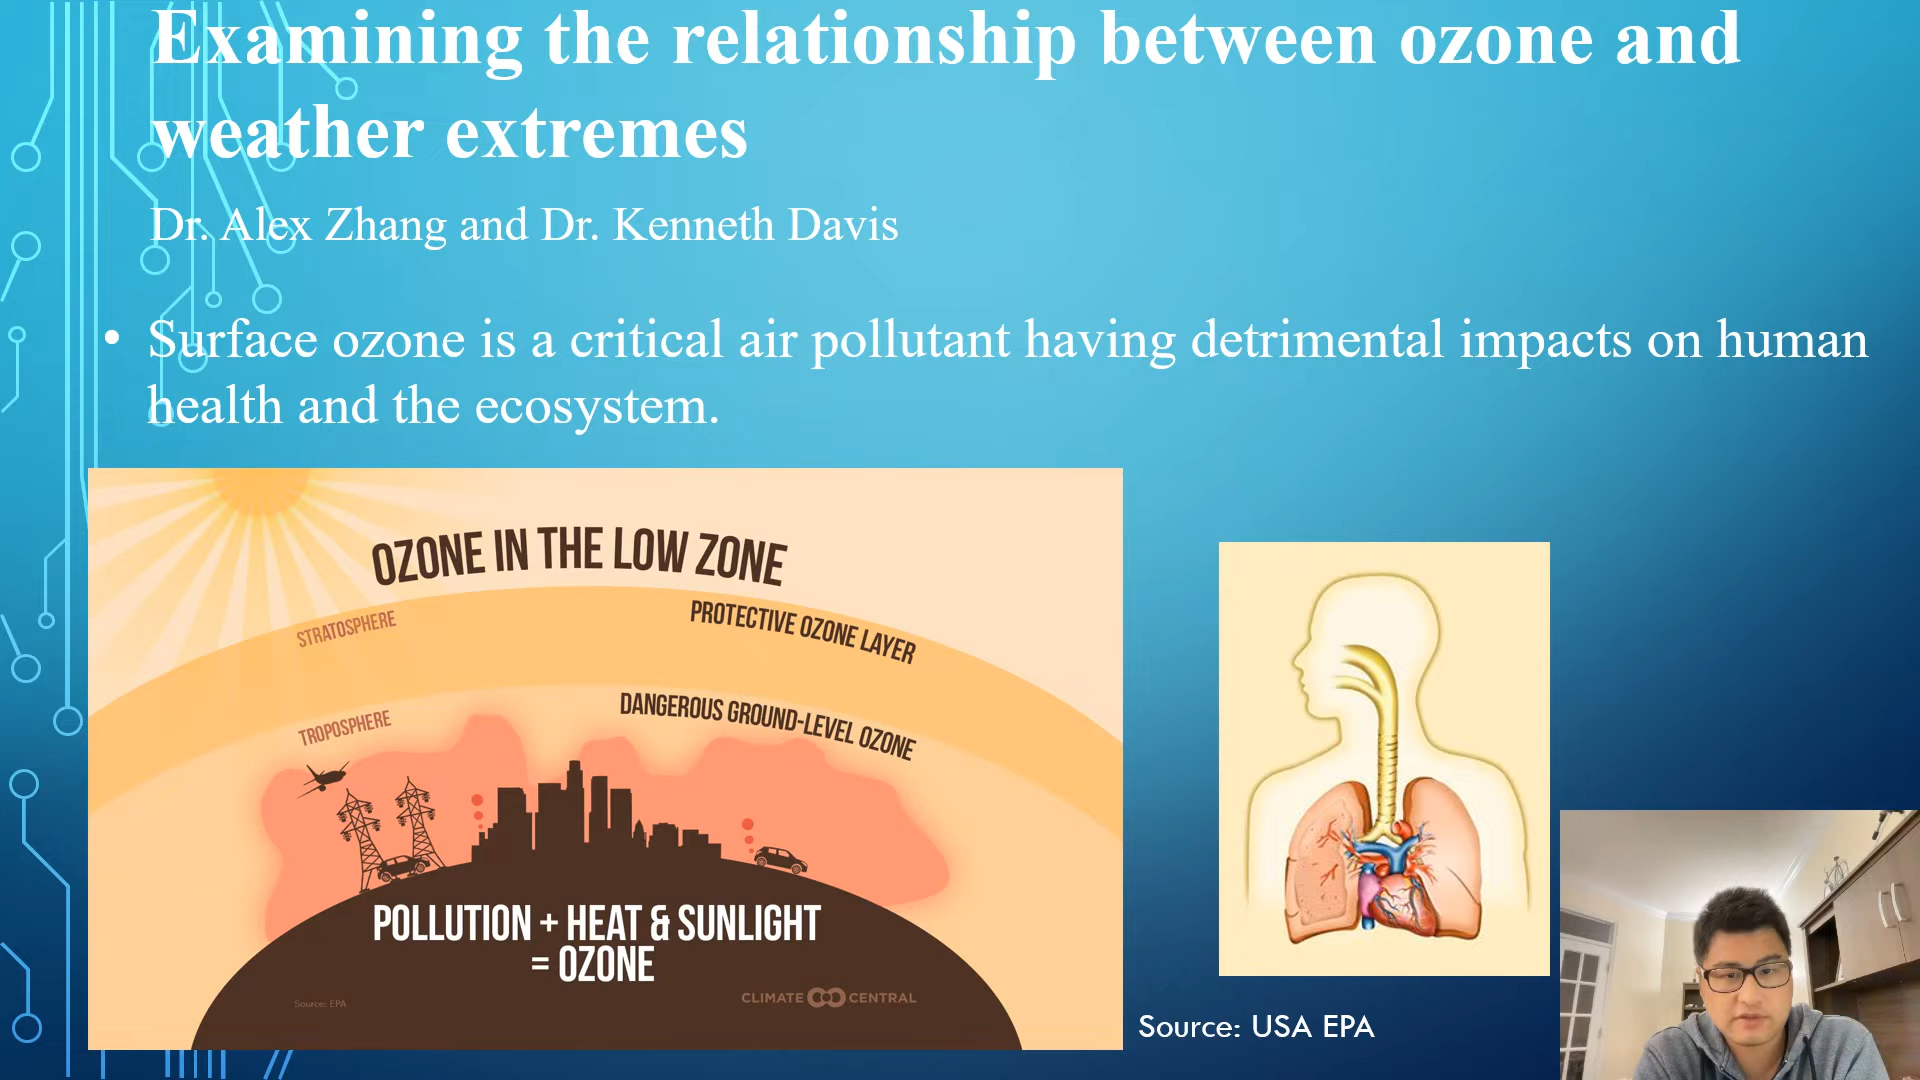 Examining the relationship between ozone and
weather extremes
Dr. Alex Zhang and Dr. Kenneth Davis
• Surface ozone is a critical air pollutant having detrimental impacts on human
health and the ecosystem.
OZONE IN THE LOW ZONE
STRATOSPHERE
PROTECTIVE OZONE LAYER
TROPOSPHERE
DANGEROUS GROUND-LEVEL OZONE
POLLUTION + HEAT & SUNLIGHT
= OZONE
Source: EPA
CLIMATE CENTRAL
Source: USA EPA